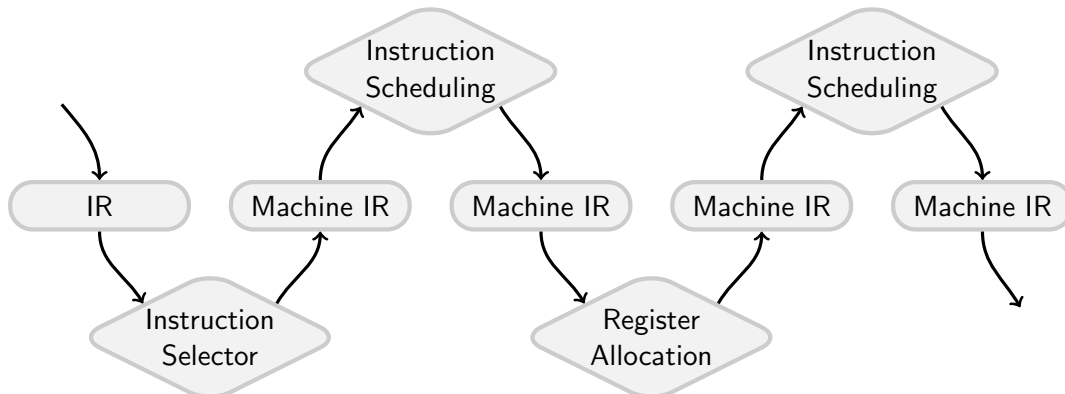 Instruction
Scheduling
Instruction
Scheduling
IR
Machine IR
Machine IR
Machine IR
Machine IR
Instruction
Selector
Register
Allocation